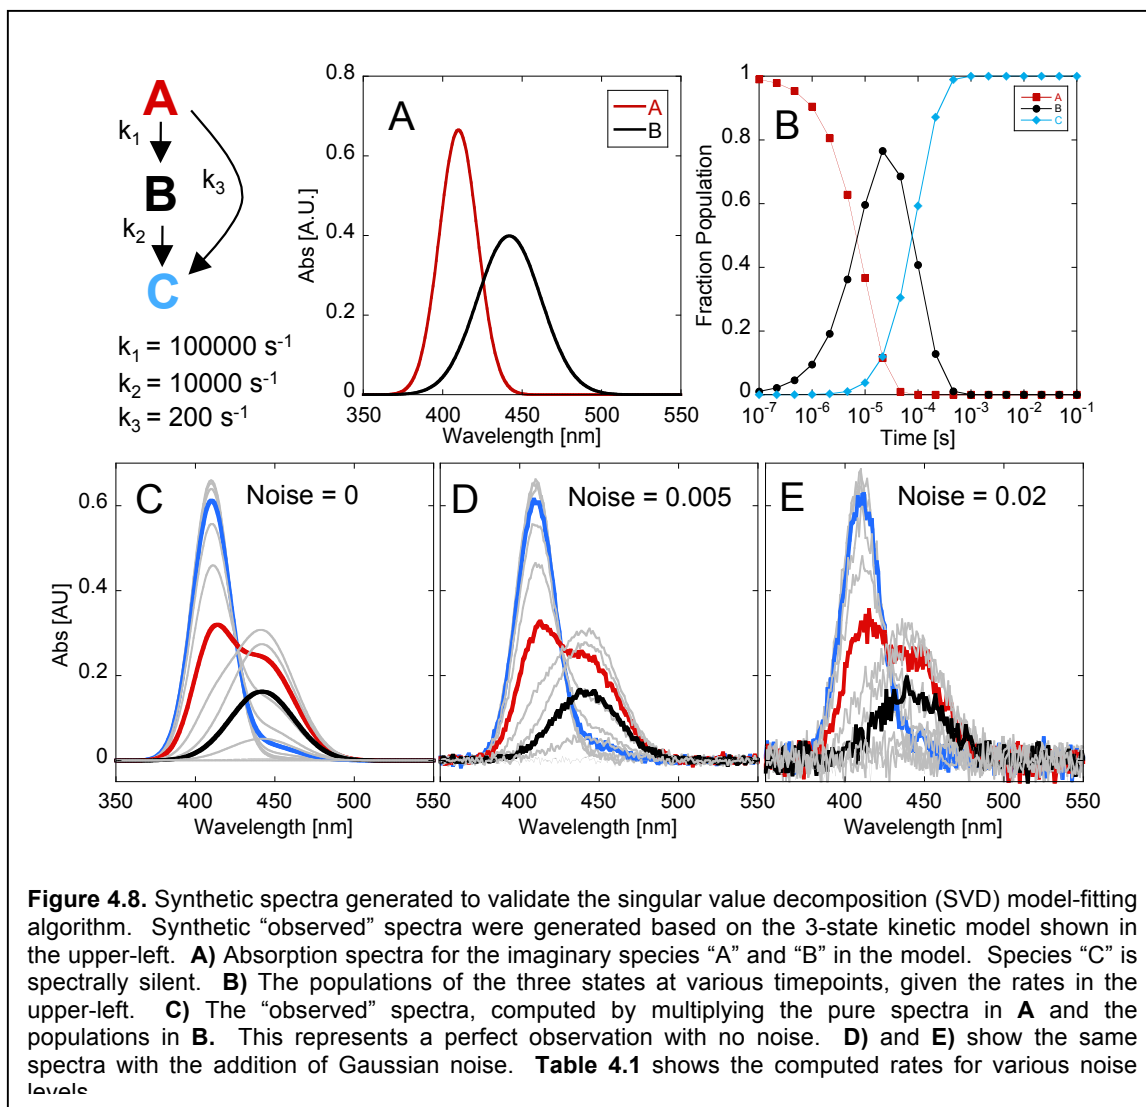 A
k1
B
k3
k2
C
k1 = 100000 s-1
k2 = 10000 s-1
k3 = 200 s-1
A
A
B
0.8
0.6
0.4
0.2
0
Abs [A.U.]
350 400 450 500 550
Wavelength [nm]
B
A
B
C
1
0.8
0.6
0.4
0.2
0
Fraction Population
10-7 10-6 10-5 10-4 10-3 10-2 10-1
Time [s]
C
Noise = 0
0.6
0.4
0.2
0
Abs [AU]
350 400 450 500
Wavelength [nm]
D
Noise = 0.005
400 450 500 550
Wavelength [nm]
E
Noise = 0.02
400 450 500 550
Wavelength [nm]
Figure 4.8. Synthetic spectra generated to validate the singular value decomposition (SVD) model-fitting
algorithm. Synthetic “observed” spectra were generated based on the 3-state kinetic model shown in
the upper-left. A) Absorption spectra for the imaginary species “A” and “B” in the model. Species “C” is
spectrally silent. B) The populations of the three states at various timepoints, given the rates in the
upper-left. C) The “observed” spectra, computed by multiplying the pure spectra in A and the
populations in B. This represents a perfect observation with no noise. D) and E) show the same
spectra with the addition of Gaussian noise. Table 4.1 shows the computed rates for various noise
levels